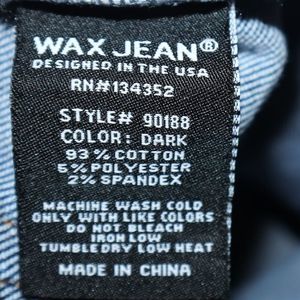 WAX JEAN®
DESIGNED IN THE USA
RN#134352
STYLE# 90188
COLOR: DARK
93% COTTON
5% POLYESTER
2% SPANDEX
MACHINE WASH COLD
ONLY WITH LIKE COLORS
DO NOT BLEACH
IRON LOW
TUMBLE DRY LOW HEAT
MADE IN CHINA